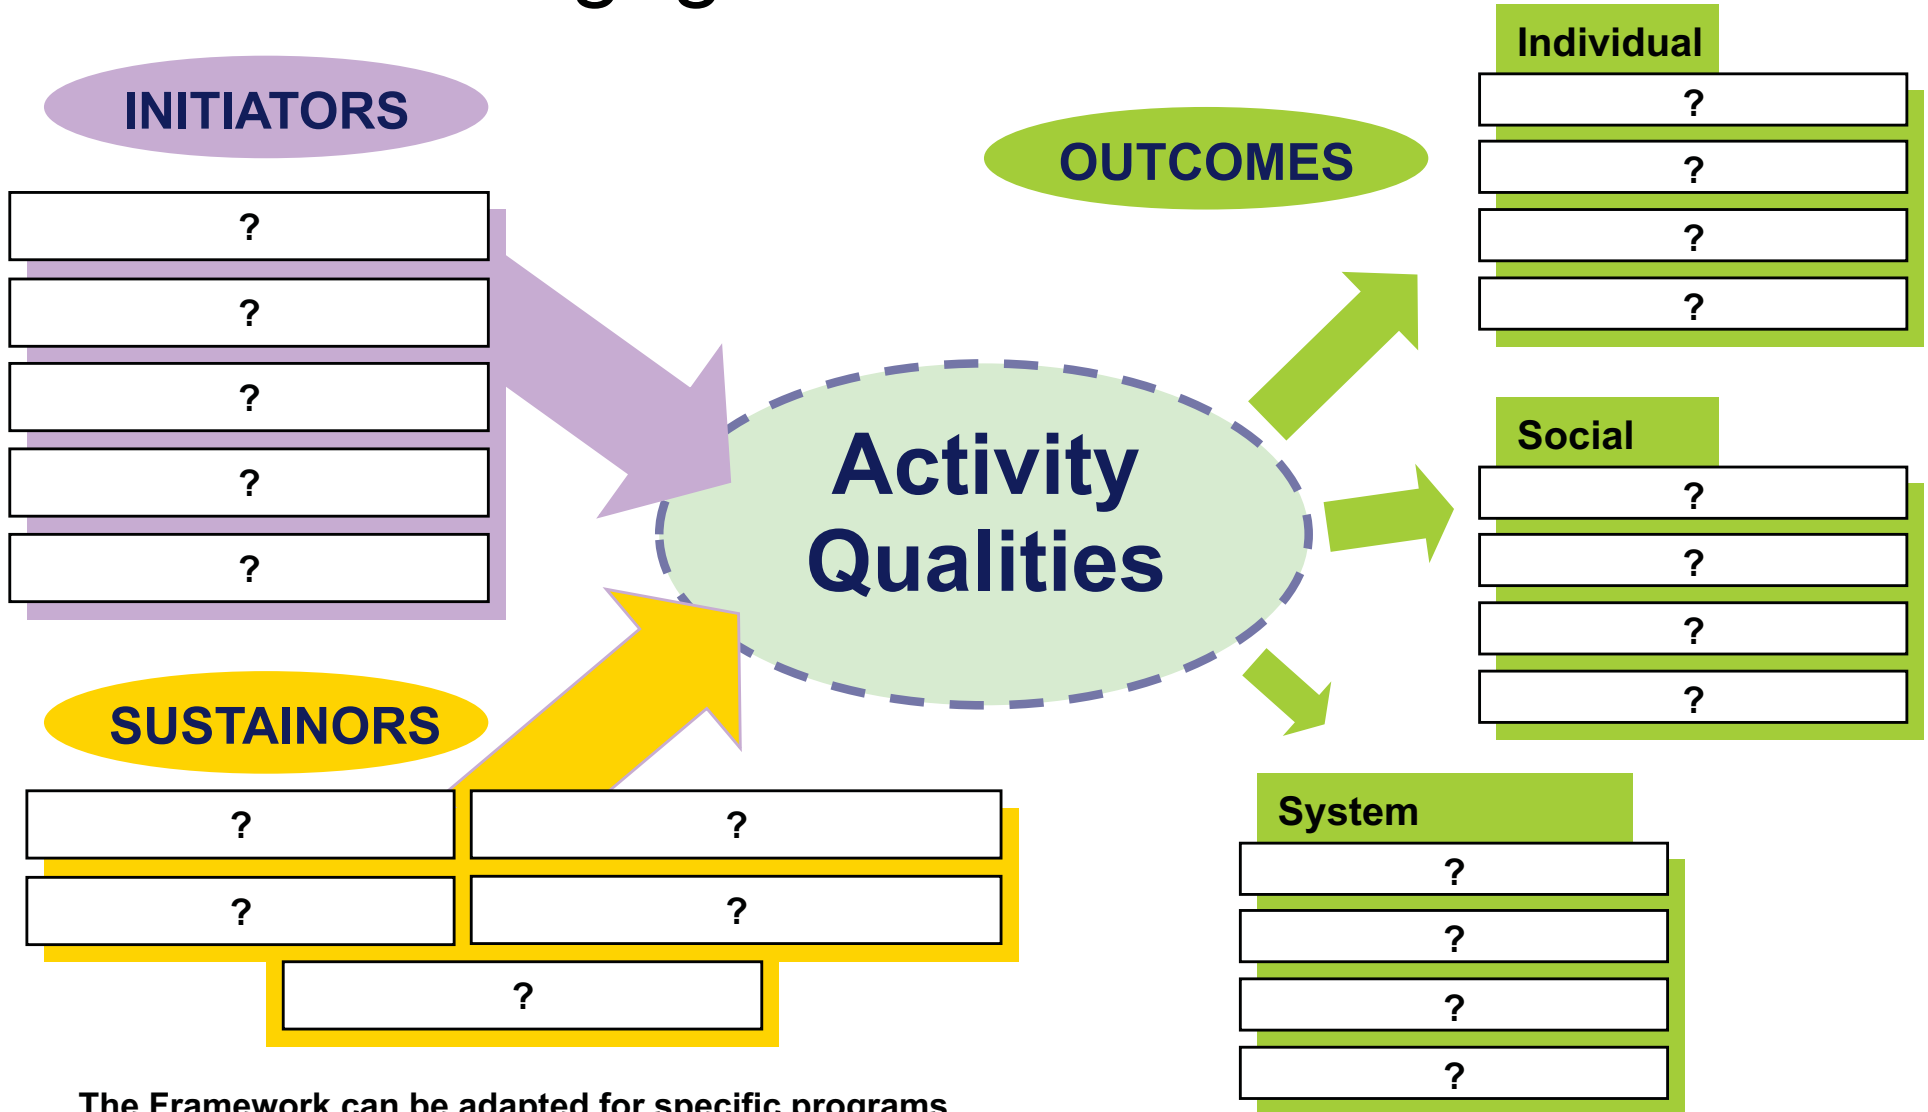 INITIATORS
?
?
?
?
?
SUSTAINORS
?
?
?
?
?
Activity
Qualities
OUTCOMES
Individual
?
?
?
?
Social
?
?
?
?
System
?
?
?
?
The Framework can be adapted for specific programs